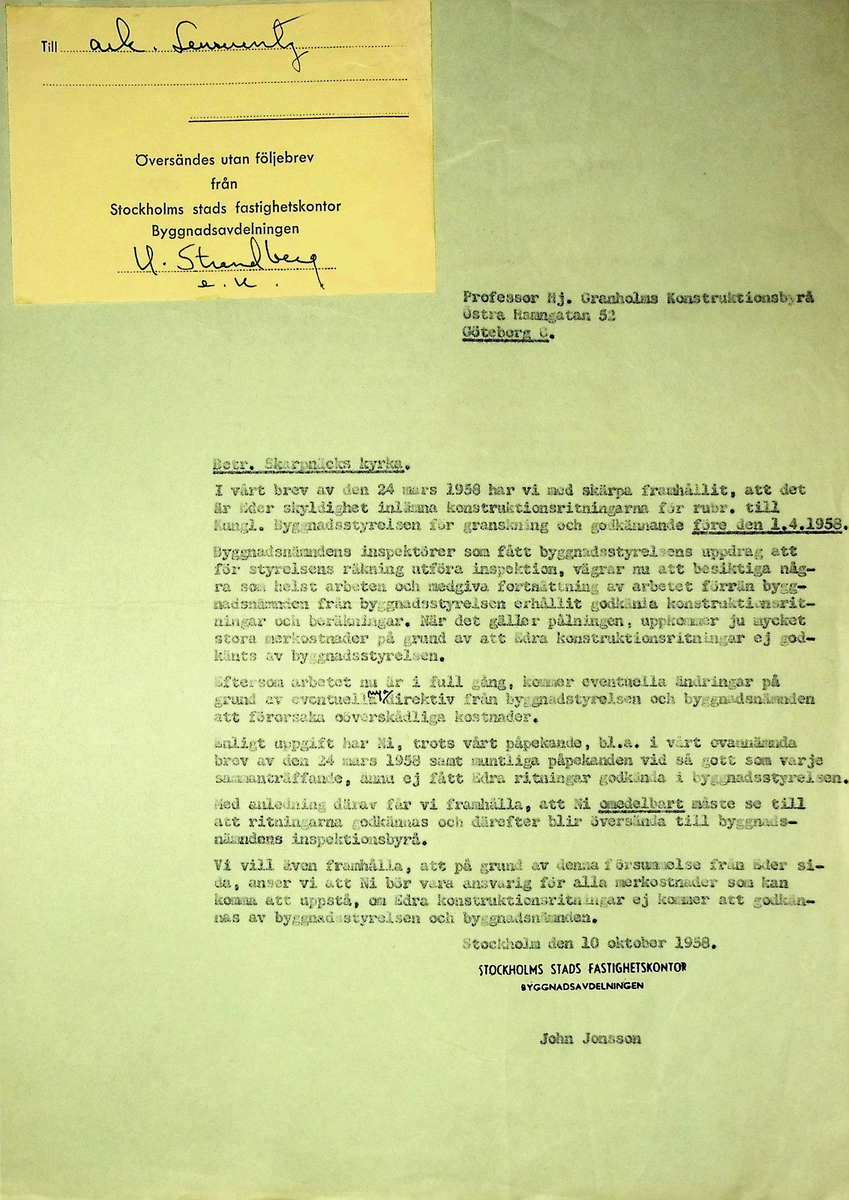 Till ark. Lewerentz
Översändes utan följebrev
från
Stockholms stads fastighetskontor
Byggnadsavdelningen
U. Strandberg
e.u.
Professor Hj. Granholms Konstruktionsbyrå
Östra Hamngatan 52
Göteborg C.
Betr. Skarpnäcks kyrka.
I vårt brev av den 24 mars 1958 har vi med skärpa framhållit, att det
är Eder skyldighet inlämna konstruktionsritningarna för rubr. till
Kungl. Byggnadsstyrelsen för granskning och godkännande före den 1.4.1958.
Byggnadsnämndens inspektörer som fått byggnadsstyrelsens uppdrag att
för styrelsens räkning utföra inspektion, vägrar nu att besiktiga någ-
ra som helst arbeten och medgiva fortsättning av arbetet förrän bygg-
nadsnämnden från byggnadsstyrelsen erhållit godkända konstruktionsrit-
ningar och beräkningar. När det gäller pålningen, uppkommer ju mycket
stora merkostnader på grund av att Edra konstruktionsritningar ej god-
känts av byggnadsstyrelsen.
Eftersom arbetet nu är i full gång, kommer eventuella ändringar på
grund av eventuella direktiv från byggnadstyrelsen och byggnadsnämnden
att förorsaka oöverskådliga kostnader.
Enligt uppgift har Ni, trots vårt påpekande, bl.a. i vårt ovannämnda
brev av den 24 mars 1958 samt muntliga påpekanden vid så gott som varje
sammanträffande, ännu ej fått Edra ritningar godkända i byggnadsstyrelsen.
Med anledning därav får vi framhålla, att Ni omedelbart måste se till
att ritningarna godkännas och därefter blir översända till byggnads-
nämndens inspektionsbyrå.
Vi vill även framhålla, att på grund av denna försummelse från Eder si-
da, anser vi att Ni bör vara ansvarig för alla merkostnader som kan
komma att uppstå, om Edra konstruktionsritningar ej kommer att godkän-
nas av byggnadsstyrelsen och byggnadsnämnden.
Stockholm den 10 oktober 1958.
STOCKHOLMS STADS FASTIGHETSKONTOR
BYGGNADSAVDELNINGEN
John Jonsson